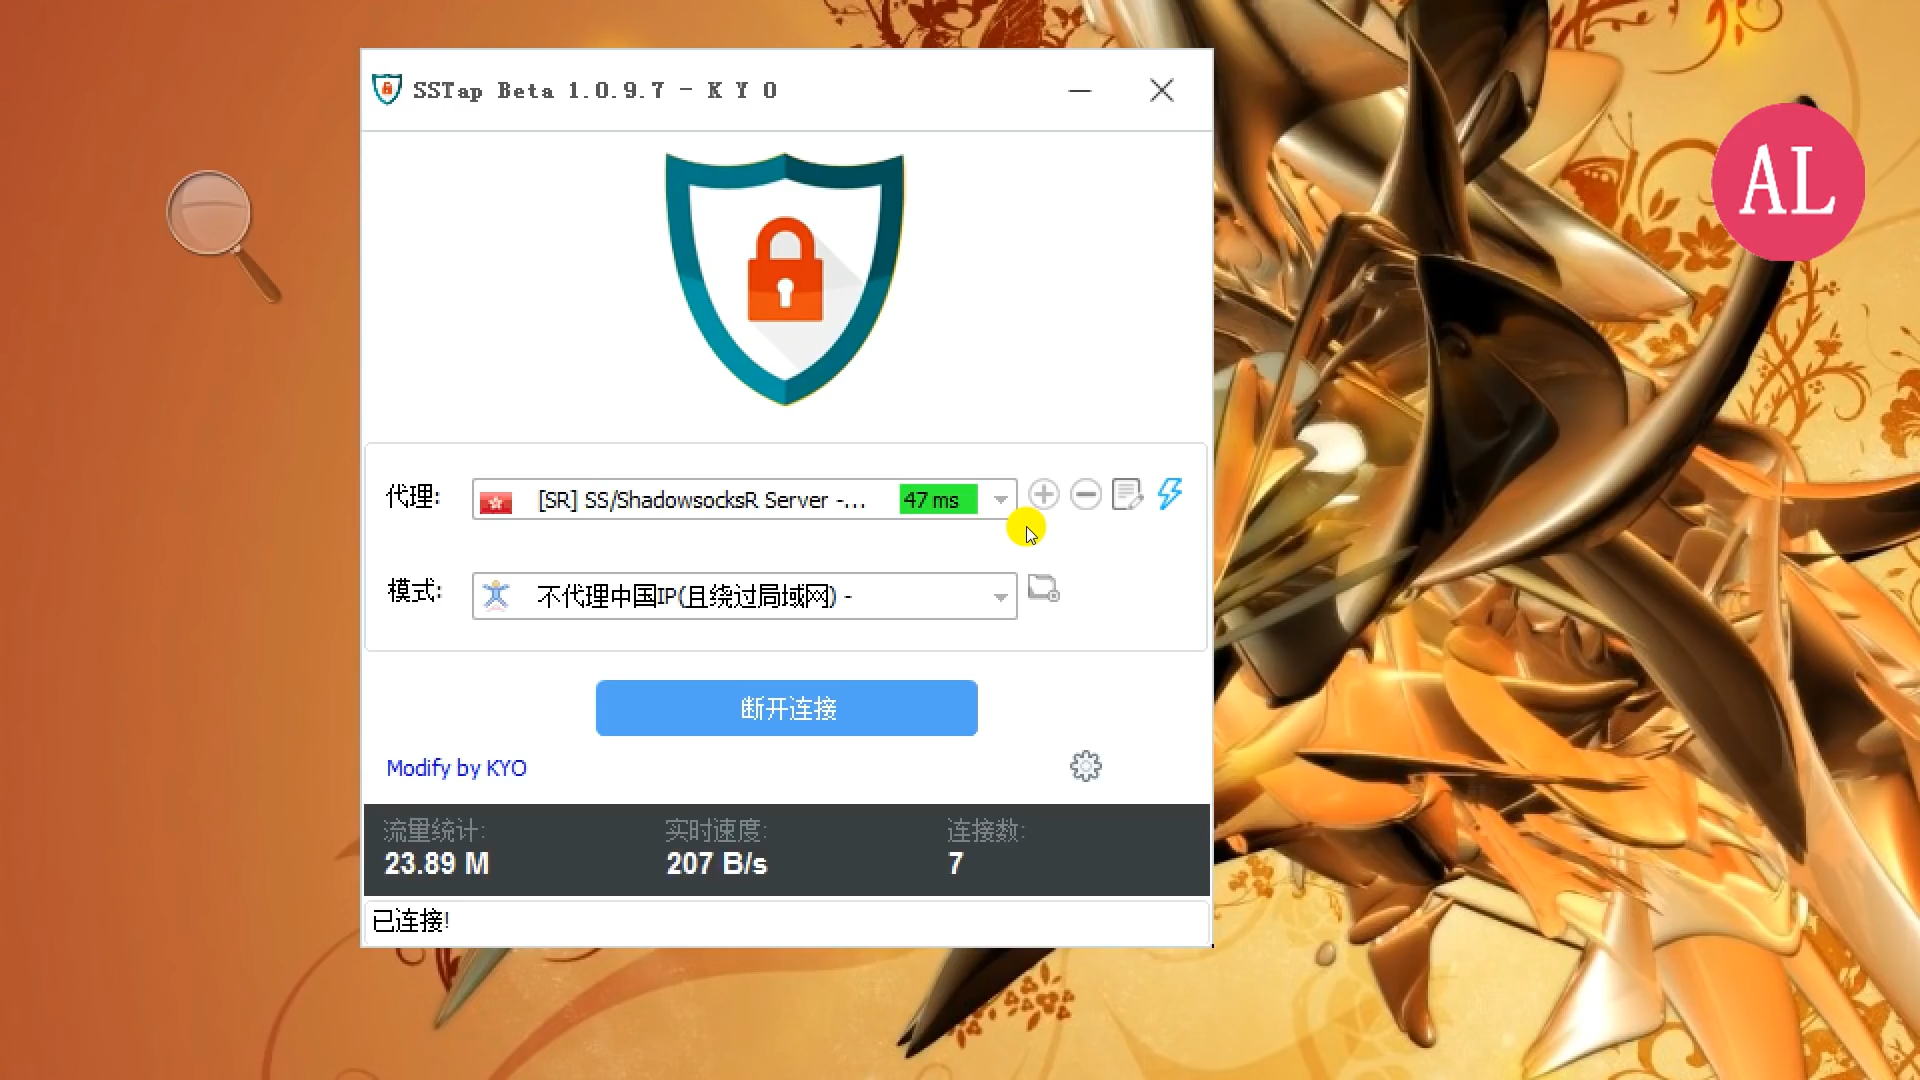 SSTap Beta 1.0.9.7 - K Y O
AL
代理:
[SR] SS/ShadowsocksR Server -...
47 ms
模式:
不代理中国IP(且绕过局域网) -
断开连接
Modify by KYO
流量统计:
实时速度:
连接数:
23.89 M
207 B/s
7
已连接!